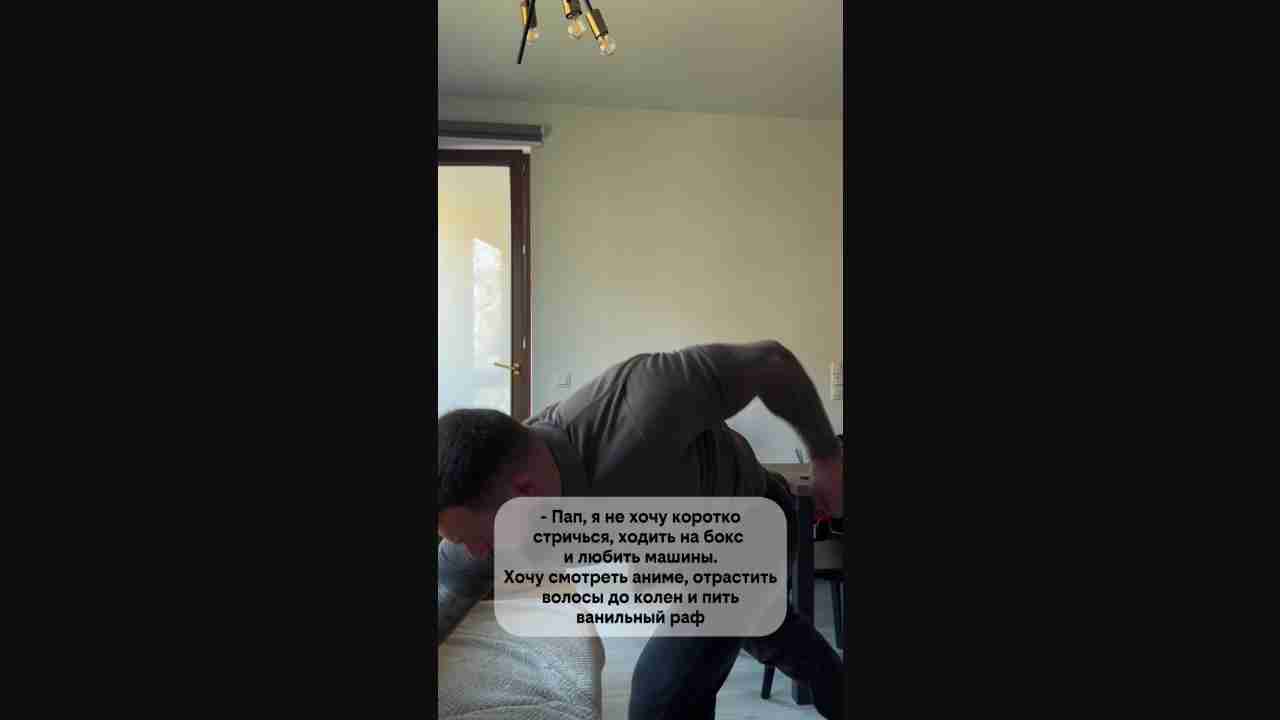 - Пап, я не хочу коротко
стричься, ходить на бокс
и любить машины.
Хочу смотреть аниме, отрастить
волосы до колен и пить
ванильный раф